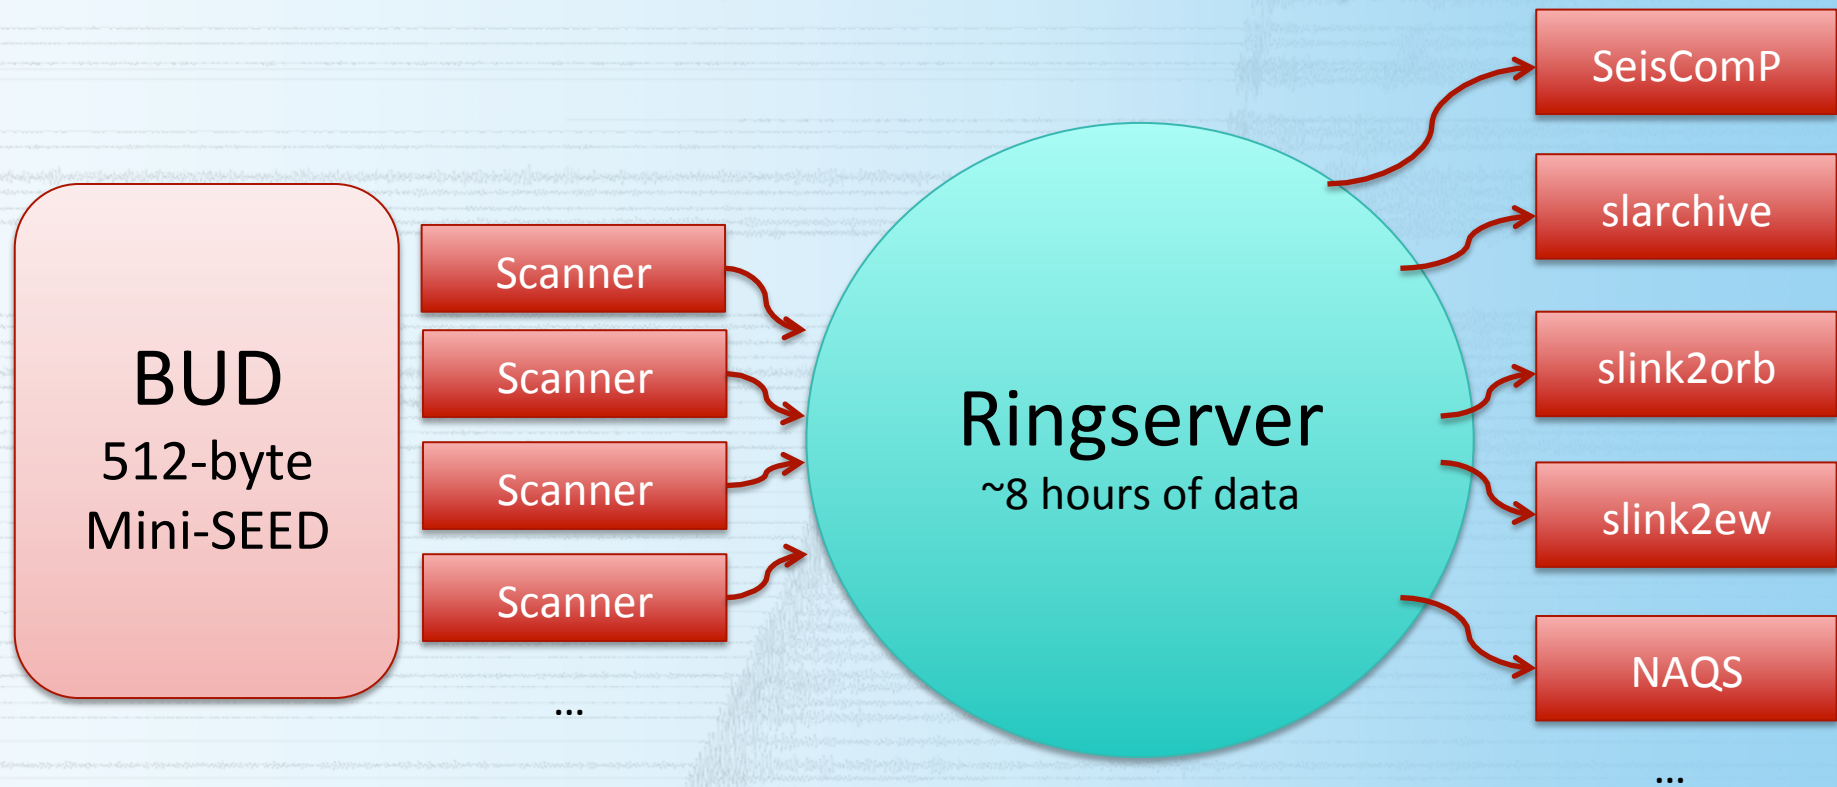 BUD
512-byte
Mini-SEED
Scanner
Scanner
Scanner
Scanner
...
Ringserver
~8 hours of data
SeisComP
slarchive
slink2orb
slink2ew
NAQS
...